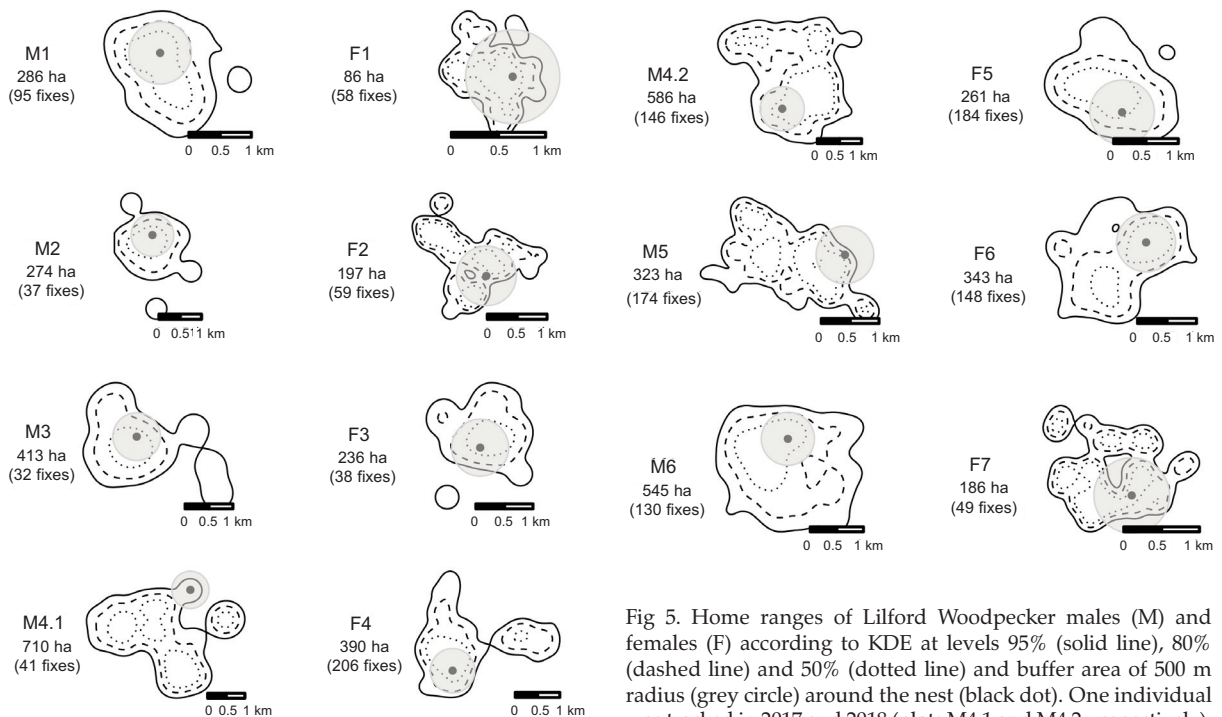 M1
286 ha
(95 fixes)
0 0.5 1 km
F1
86 ha
(58 fixes)
0 0.5 1 km
M4.2
586 ha
(146 fixes)
0 0.5 1 km
F5
261 ha
(184 fixes)
0 0.5 1 km
M2
274 ha
(37 fixes)
0 0.5 1 km
F2
197 ha
(59 fixes)
0 0.5 1 km
M5
323 ha
(174 fixes)
0 0.5 1 km
F6
343 ha
(148 fixes)
0 0.5 1 km
M3
413 ha
(32 fixes)
0 0.5 1 km
F3
236 ha
(38 fixes)
0 0.5 1 km
M6
545 ha
(130 fixes)
0 0.5 1 km
F7
186 ha
(49 fixes)
0 0.5 1 km
M4.1
710 ha
(41 fixes)
0 0.5 1 km
F4
390 ha
(206 fixes)
0 0.5 1 km
Fig 5. Home ranges of Lilford Woodpecker males (M) and
females (F) according to KDE at levels 95% (solid line), 80%
(dashed line) and 50% (dotted line) and buffer area of 500 m
radius (grey circle) around the nest (black dot). One individual